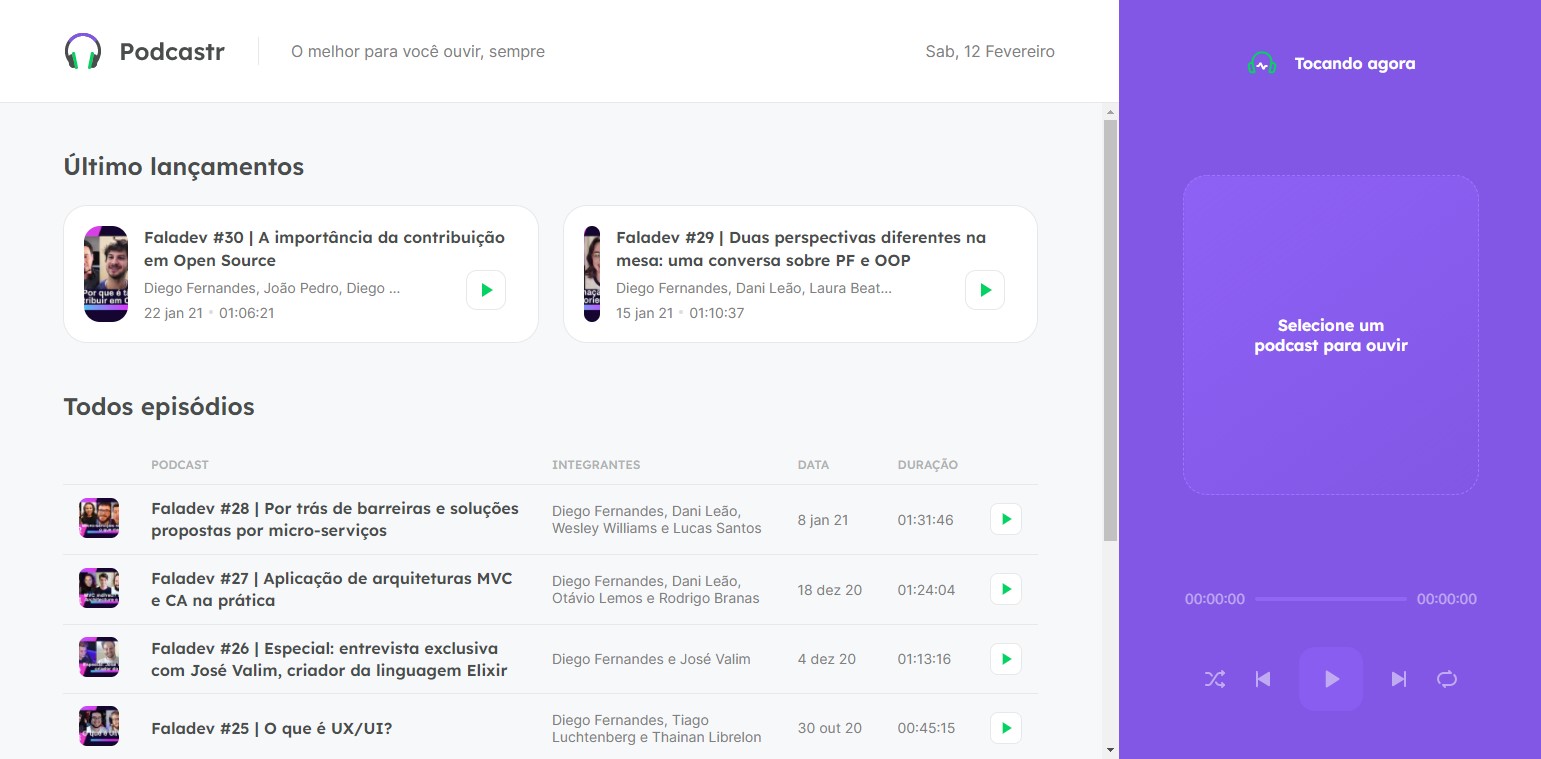 Podcastr
O melhor para você ouvir, sempre
Sab, 12 Fevereiro
Último lançamentos
Faladev #30 | A importância da contribuição
em Open Source
Diego Fernandes, João Pedro, Diego ...
22 jan 21 • 01:06:21
Faladev #29 | Duas perspectivas diferentes na
mesa: uma conversa sobre PF e OOP
Diego Fernandes, Dani Leão, Laura Beat...
15 jan 21 • 01:10:37
Todos episódios
PODCAST INTEGRANTES DATA DURAÇÃO
Faladev #28 | Por trás de barreiras e soluções
propostas por micro-serviços
Diego Fernandes, Dani Leão,
Wesley Williams e Lucas Santos
8 jan 21
01:31:46
Faladev #27 | Aplicação de arquiteturas MVC
e CA na prática
Diego Fernandes, Dani Leão,
Otávio Lemos e Rodrigo Branas
18 dez 20
01:24:04
Faladev #26 | Especial: entrevista exclusiva
com José Valim, criador da linguagem Elixir
Diego Fernandes e José Valim
4 dez 20
01:13:16
Faladev #25 | O que é UX/UI?
Diego Fernandes, Tiago
Luchtenberg e Thainan Librelon
30 out 20
00:45:15
Tocando agora
Selecione um
podcast para ouvir
00:00:00
00:00:00